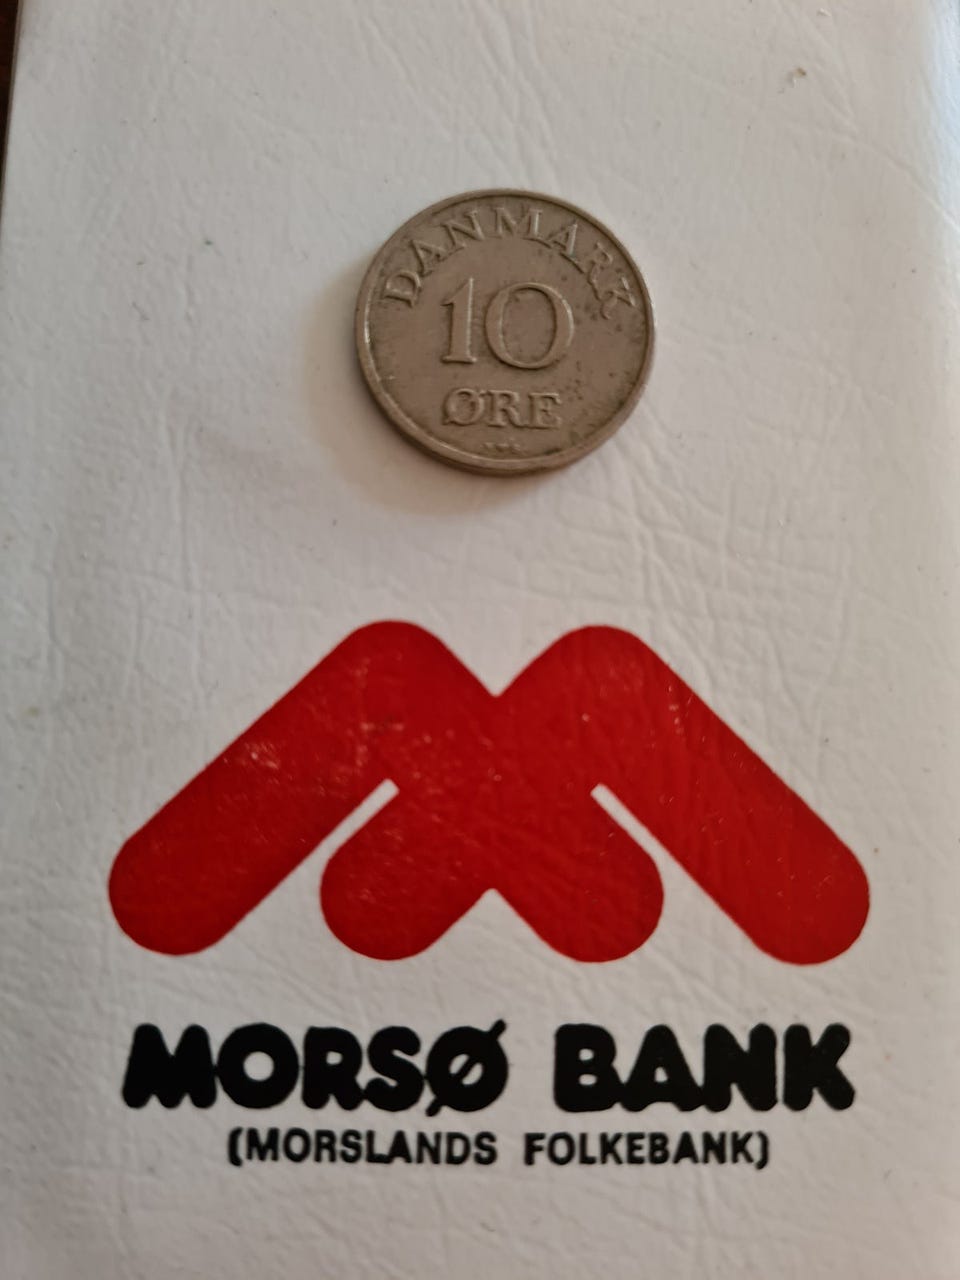 DANMARK
10
ØRE
MORSØ BANK
(MORSLANDS FOLKEBANK)